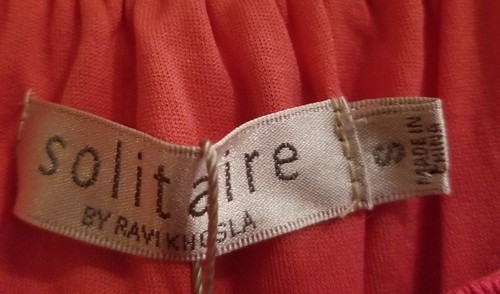 solitaire
BY RAVI KHOSLA
S
MADE IN
CHINA